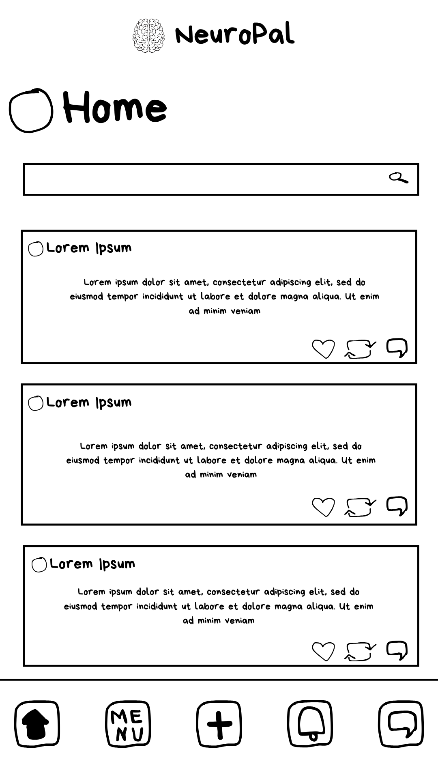 NeuroPal
Home
Lorem Ipsum
Lorem ipsum dolor sit amet, consectetur adipiscing elit, sed do
eiusmod tempor incididunt ut labore et dolore magna aliqua. Ut enim
ad minim veniam
Lorem Ipsum
Lorem ipsum dolor sit amet, consectetur adipiscing elit, sed do
eiusmod tempor incididunt ut labore et dolore magna aliqua. Ut enim
ad minim veniam
Lorem Ipsum
Lorem ipsum dolor sit amet, consectetur adipiscing elit, sed do
eiusmod tempor incididunt ut labore et dolore magna aliqua. Ut enim
ad minim veniam
ME
NU